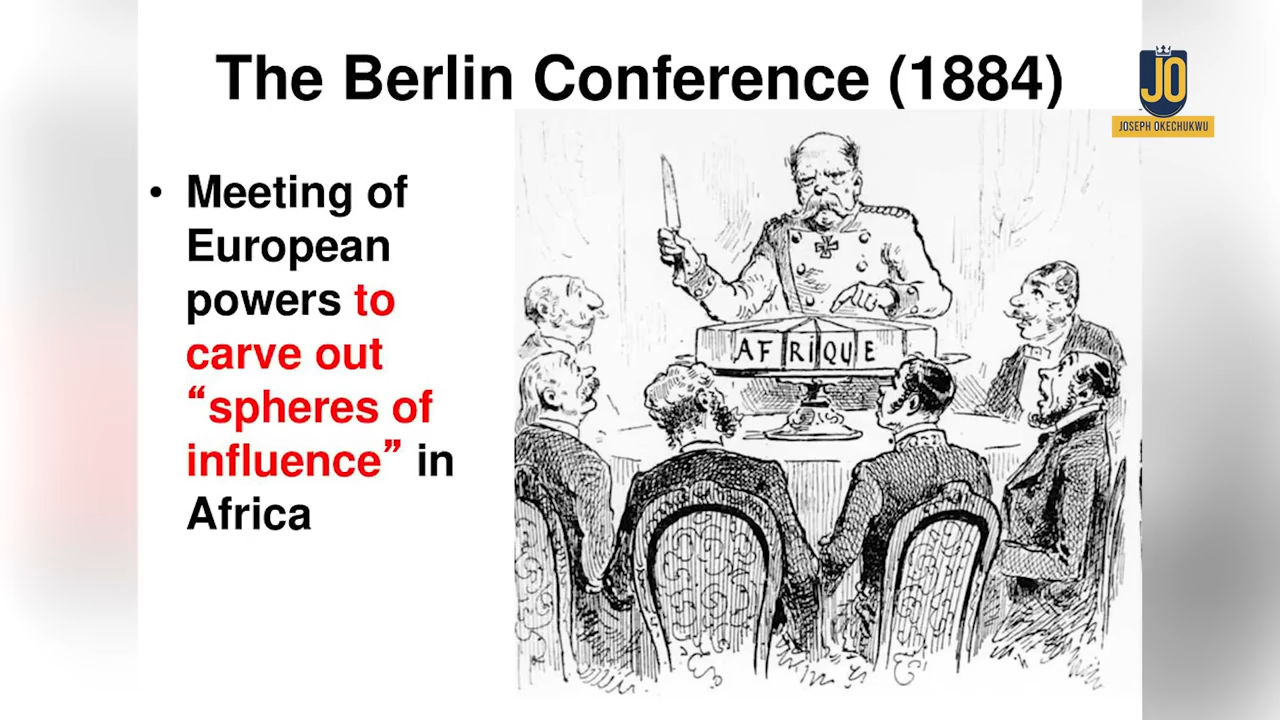 The Berlin Conference (1884)
JO
JOSEPH OKECHUKWU
• Meeting of
European
powers to
carve out
“spheres of
influence” in
Africa
AFRIQUE